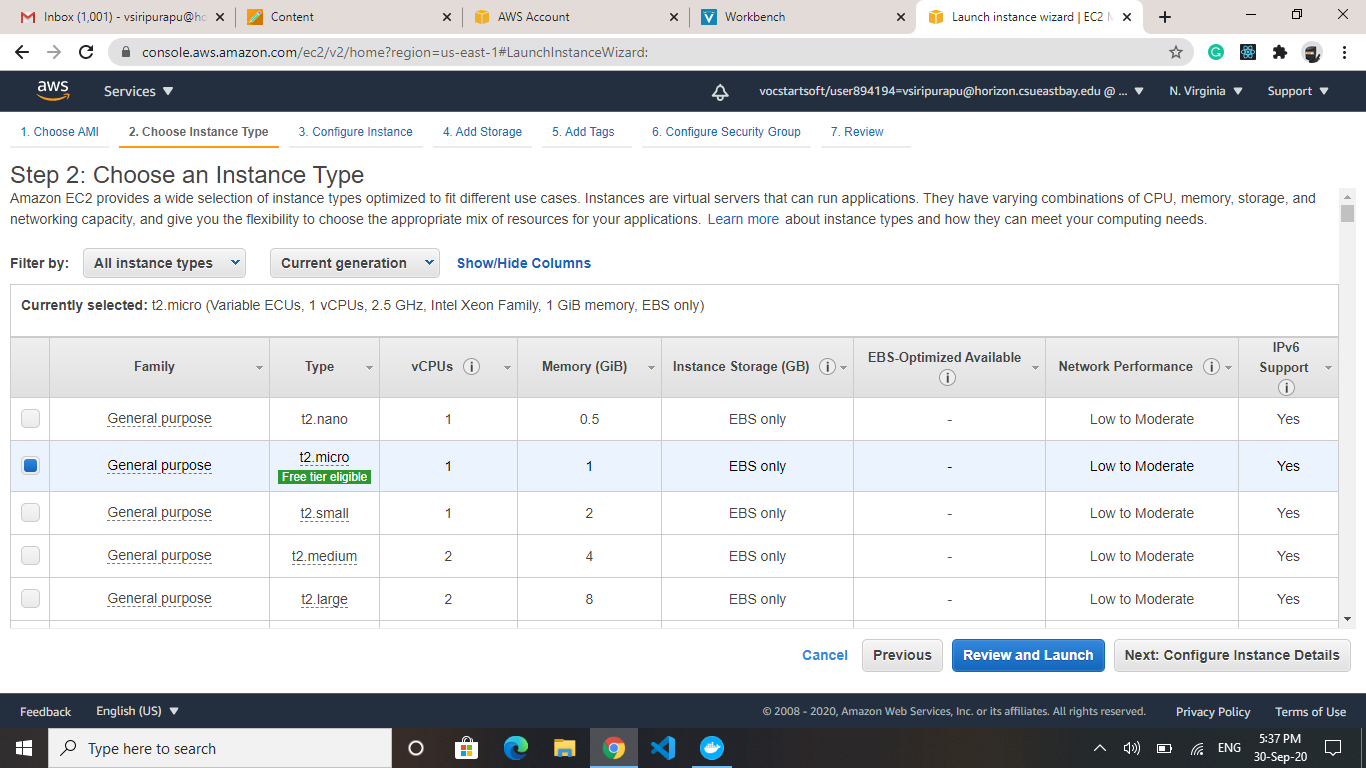 Inbox (1,001) - vsiripurapu@ho
Content
AWS Account
Workbench
Launch instance wizard | EC2 M
console.aws.amazon.com/ec2/v2/home?region=us-east-1#LaunchInstanceWizard:
aws
Services
vocstartsoft/user894194=vsiripurapu@horizon.csueastbay.edu @ ...
N. Virginia
Support
1. Choose AMI
2. Choose Instance Type
3. Configure Instance
4. Add Storage
5. Add Tags
6. Configure Security Group
7. Review
Step 2: Choose an Instance Type
Amazon EC2 provides a wide selection of instance types optimized to fit different use cases. Instances are virtual servers that can run applications. They have varying combinations of CPU, memory, storage, and
networking capacity, and give you the flexibility to choose the appropriate mix of resources for your applications. Learn more about instance types and how they can meet your computing needs.
Filter by: All instance types Current generation Show/Hide Columns
Currently selected: t2.micro (Variable ECUs, 1 vCPUs, 2.5 GHz, Intel Xeon Family, 1 GiB memory, EBS only)
Family Type vCPUs Memory (GiB) Instance Storage (GB) EBS-Optimized Available Network Performance IPv6 Support
General purpose t2.nano 1 0.5 EBS only - Low to Moderate Yes
General purpose t2.micro 1 1 EBS only - Low to Moderate Yes
Free tier eligible
General purpose t2.small 1 2 EBS only - Low to Moderate Yes
General purpose t2.medium 2 4 EBS only - Low to Moderate Yes
General purpose t2.large 2 8 EBS only - Low to Moderate Yes
Cancel Previous Review and Launch Next: Configure Instance Details
Feedback English (US) © 2008 - 2020, Amazon Web Services, Inc. or its affiliates. All rights reserved. Privacy Policy Terms of Use
Type here to search
ENG
5:37 PM
30-Sep-20